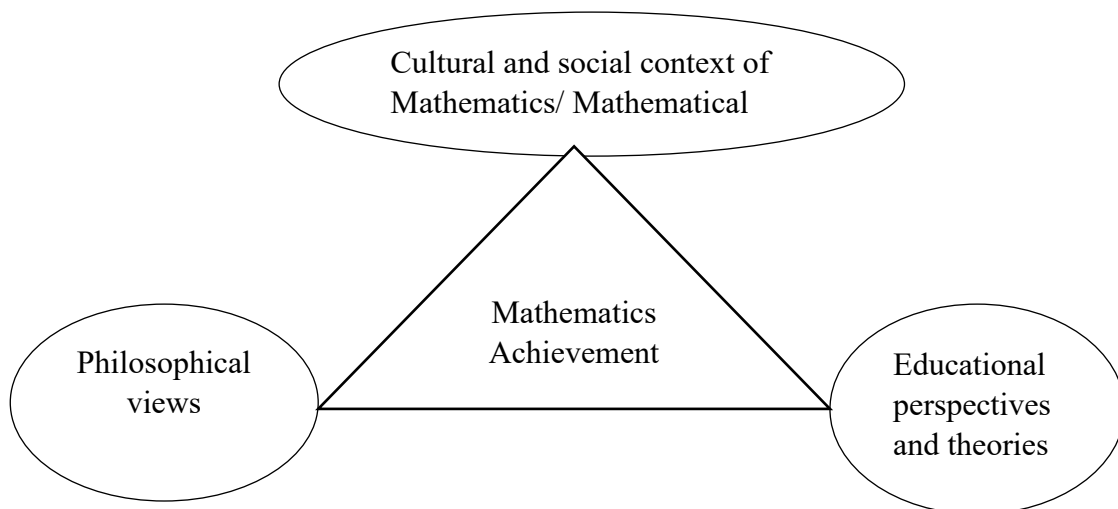 Cultural and social context of
Mathematics/ Mathematical
Mathematics
Achievement
Philosophical
views
Educational
perspectives
and theories